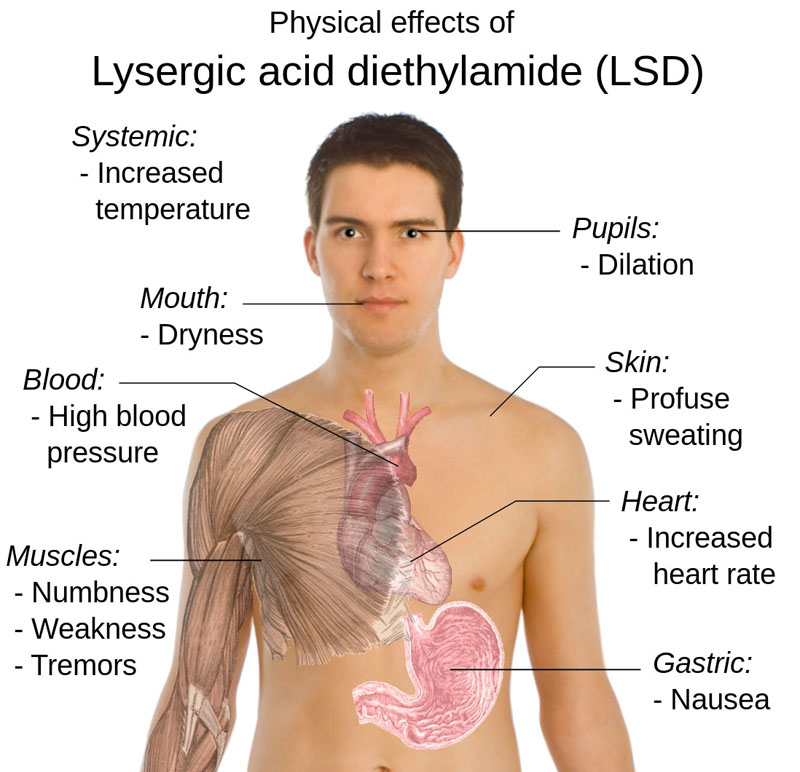 Physical effects of
Lysergic acid diethylamide (LSD)
Systemic:
- Increased
temperature
Pupils:
- Dilation
Mouth:
- Dryness
Blood:
- High blood
pressure
Skin:
- Profuse
sweating
Heart:
- Increased
heart rate
Muscles:
- Numbness
- Weakness
- Tremors
Gastric:
- Nausea